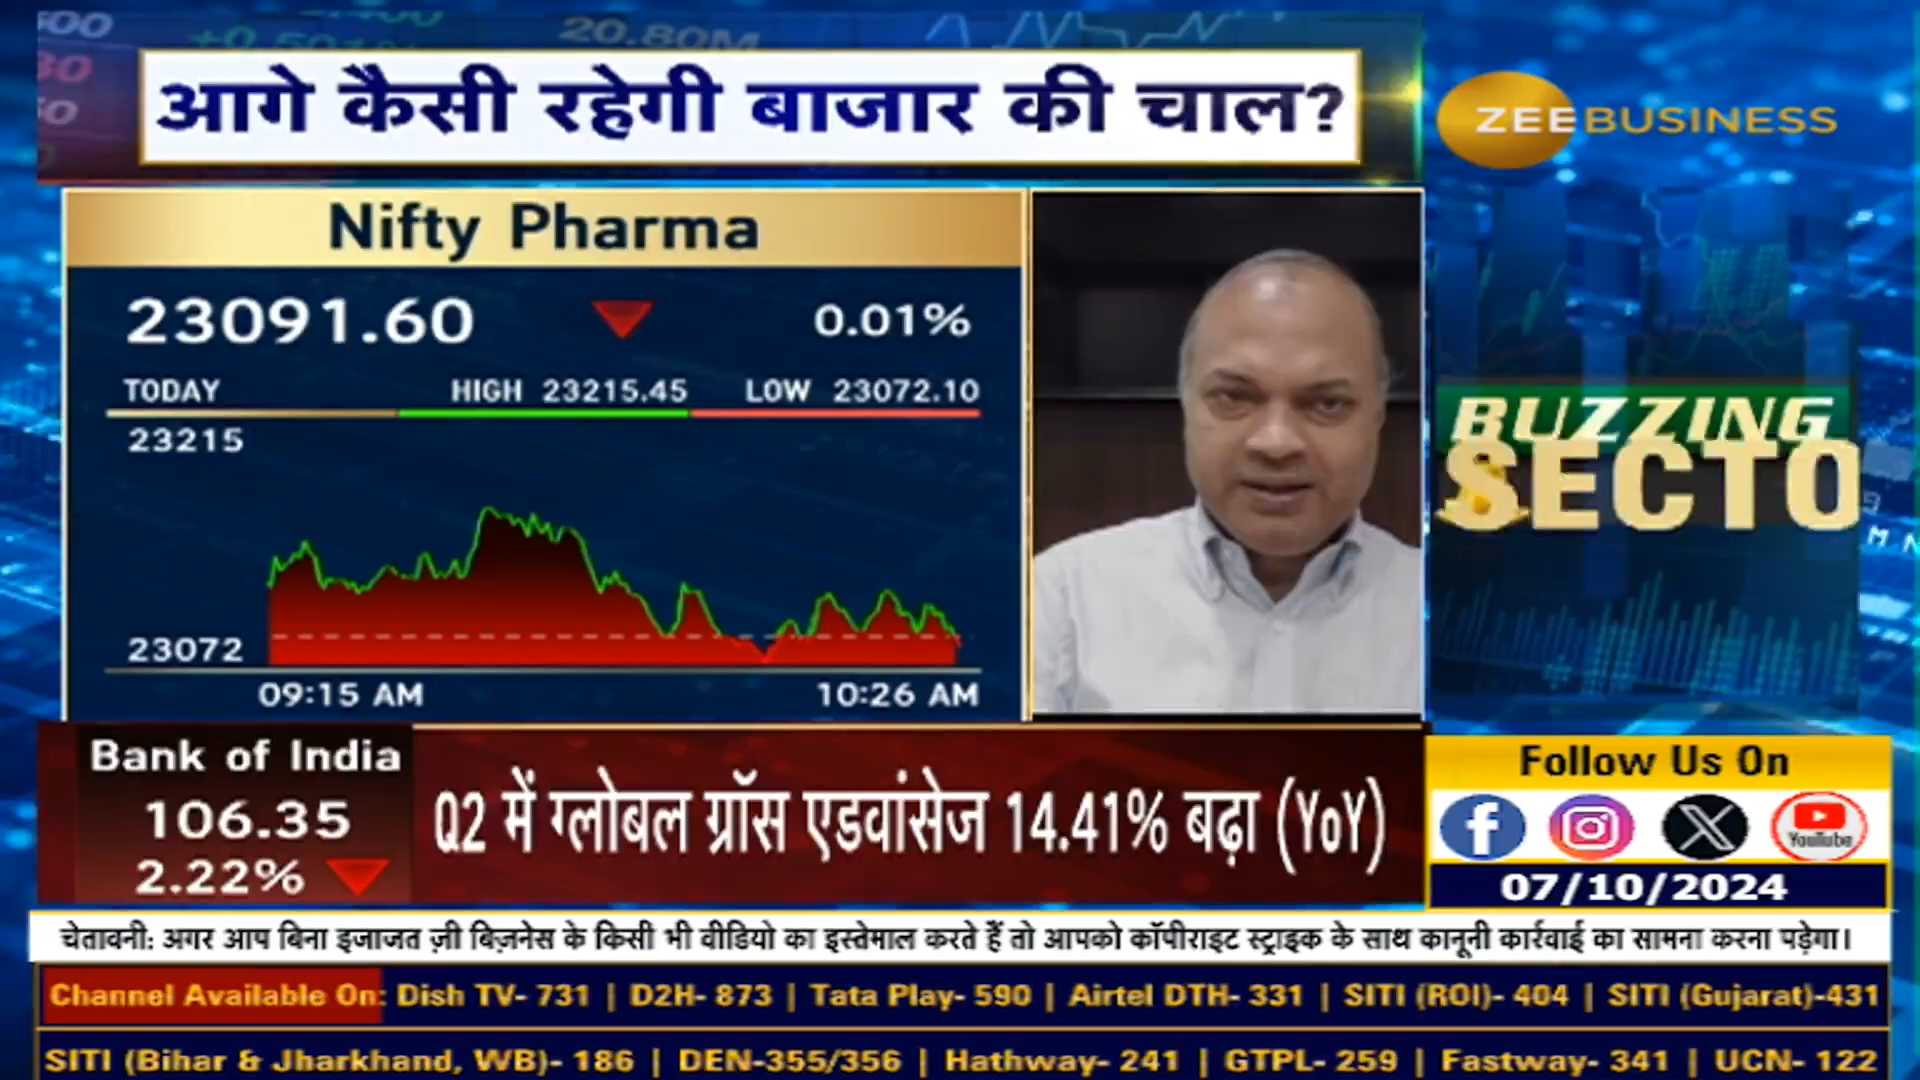 आगे कैसी रहेगी बाजार की चाल?
ZEEBUSINESS
Nifty Pharma
23091.60 0.01%
TODAY HIGH 23215.45 LOW 23072.10
23215
23072
09:15 AM 10:26 AM
BUZZING
SECTO
Bank of India
106.35
2.22%
Q2 में ग्लोबल ग्रॉस एडवांसेज 14.41% बढ़ा (YoY)
Follow Us On
YouTube
07/10/2024
चेतावनी: अगर आप बिना इजाजत ज़ी बिज़नेस के किसी भी वीडियो का इस्तेमाल करते हैं तो आपको कॉपीराइट स्ट्राइक के साथ कानूनी कार्रवाई का सामना करना पड़ेगा।
Channel Available On: Dish TV- 731 | D2H- 873 | Tata Play- 590 | Airtel DTH- 331 | SITI (ROI)- 404 | SITI (Gujarat)-431
SITI (Bihar & Jharkhand, WB)- 186 | DEN-355/356 | Hathway- 241 | GTPL- 259 | Fastway- 341 | UCN- 122